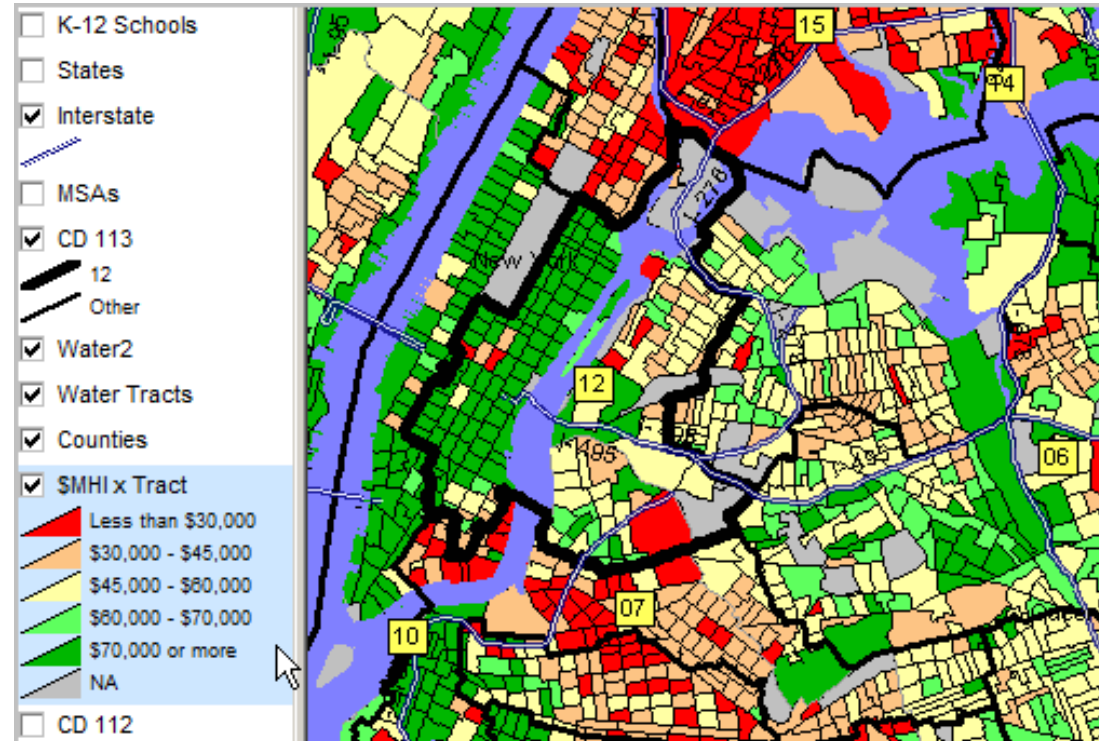 K-12 Schools
States
Interstate
MSAs
CD 113
12
Other
Water2
Water Tracts
Counties
$MHI x Tract
Less than $30,000
$30,000 - $45,000
$45,000 - $60,000
$60,000 - $70,000
$70,000 or more
NA
CD 112
15
14
I-278
New York
12
I-495
I-495
06
07
10